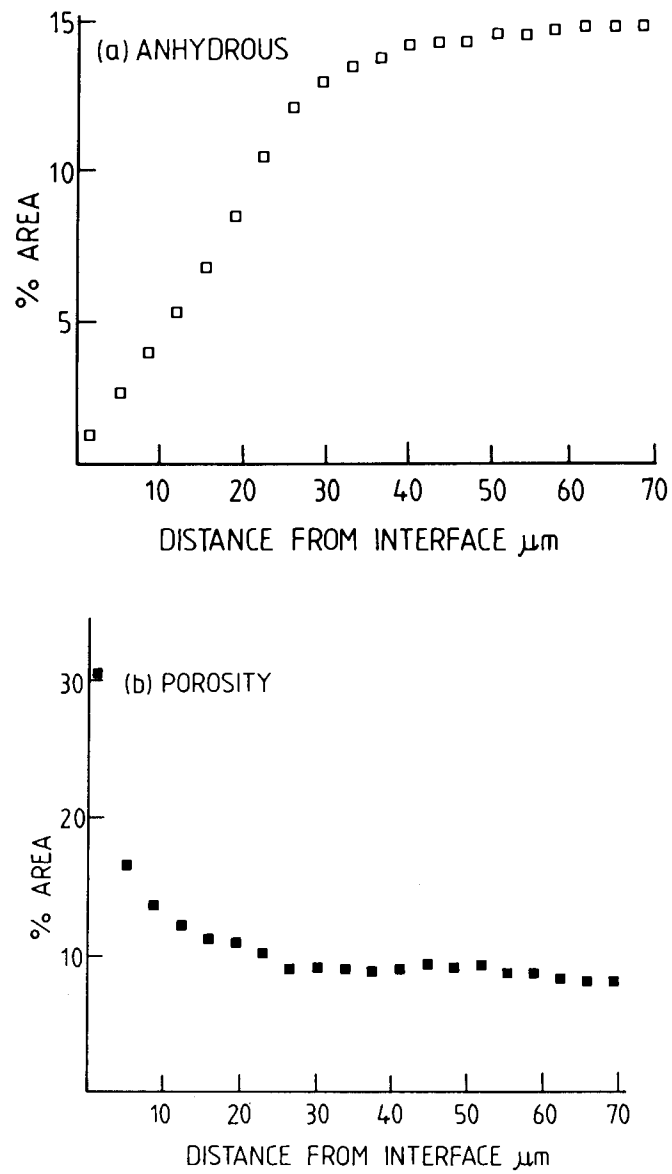 15
(a) ANHYDROUS
10
5
% AREA
10 20 30 40 50 60 70
DISTANCE FROM INTERFACE μm
30
(b) POROSITY
20
10
% AREA
10 20 30 40 50 60 70
DISTANCE FROM INTERFACE μm